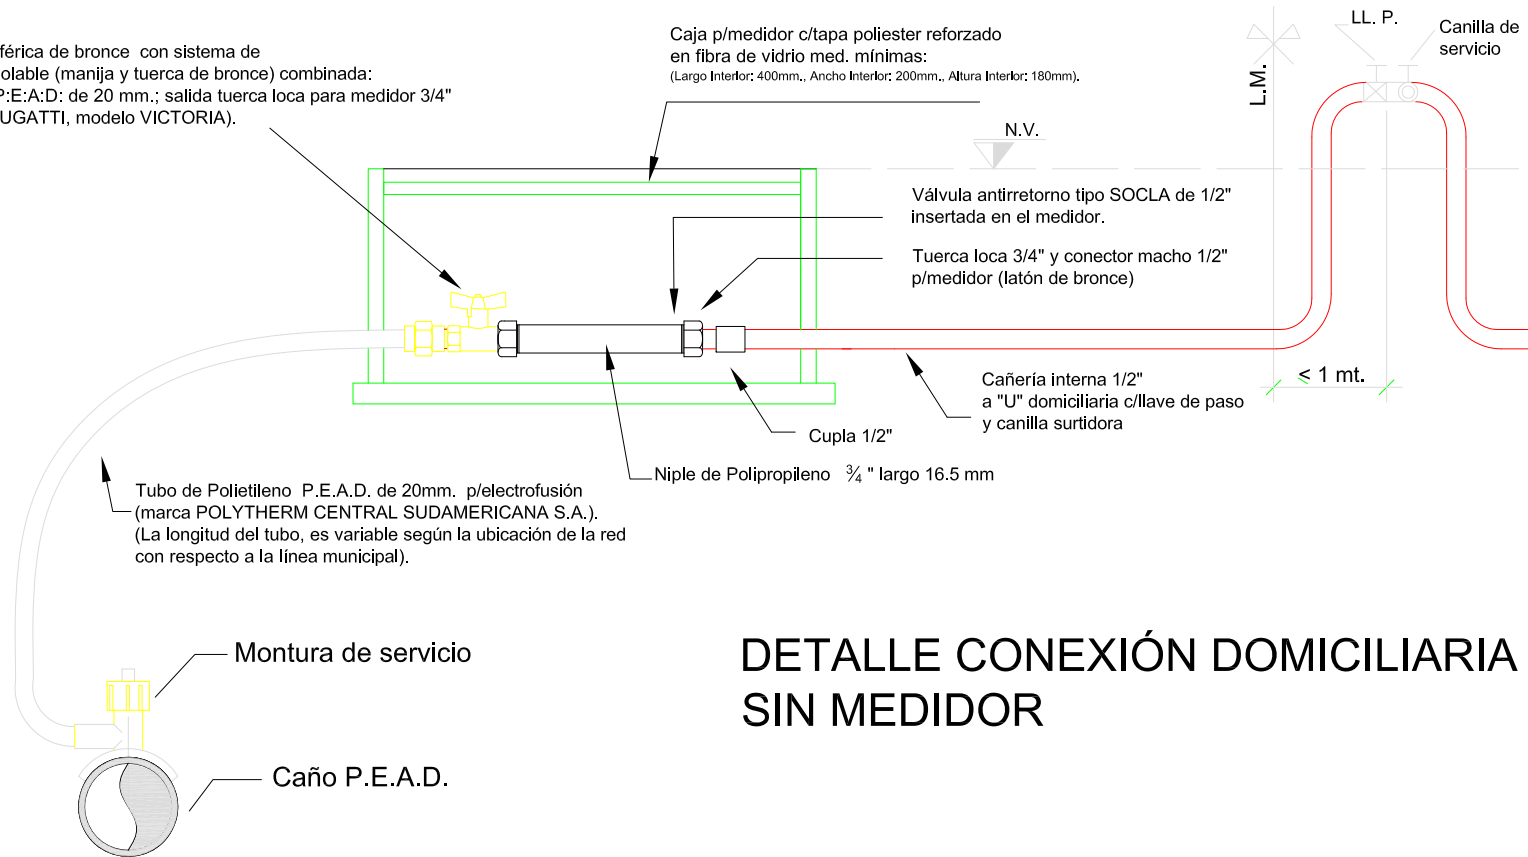 férica de bronce con sistema de
olable (manija y tuerca de bronce) combinada:
P:E:A:D: de 20 mm.; salida tuerca loca para medidor 3/4"
UGATTI, modelo VICTORIA).
Caja p/medidor c/tapa poliester reforzado
en fibra de vidrio med. mínimas:
(Largo Interior: 400mm., Ancho Interior: 200mm., Altura Interior: 180mm).
LL. P.
Canilla de
servicio
L.M.
N.V.
Válvula antirretorno tipo SOCLA de 1/2"
insertada en el medidor.
Tuerca loca 3/4" y conector macho 1/2"
p/medidor (latón de bronce)
< 1 mt.
Cañería interna 1/2"
a "U" domiciliaria c/llave de paso
y canilla surtidora
Cupla 1/2"
Niple de Polipropileno ¾ " largo 16.5 mm
Tubo de Polietileno P.E.A.D. de 20mm. p/electrofusión
(marca POLYTHERM CENTRAL SUDAMERICANA S.A.).
(La longitud del tubo, es variable según la ubicación de la red
con respecto a la línea municipal).
Montura de servicio
Caño P.E.A.D.
DETALLE CONEXIÓN DOMICILIARIA
SIN MEDIDOR